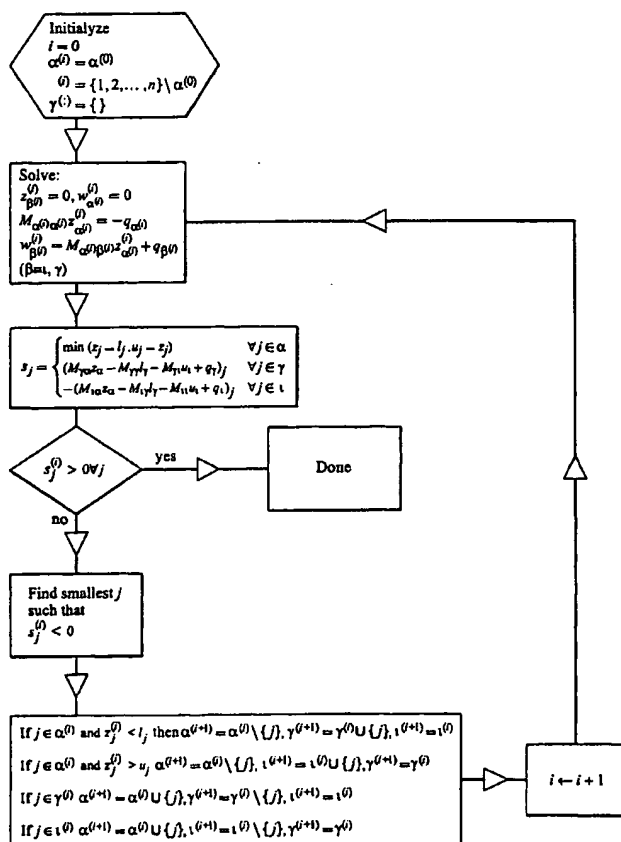 Initialyze
i = 0
α^(i) = α^(0)
^(i) = {1, 2, ..., n} \ α^(0)
γ^(:) = { }
Solve:
z_β^(i)^(i) = 0, w_α^(i)^(i) = 0
M_α^(i)α^(i) z_α^(i)^(i) = −q_α^(i)
w_β^(i)^(i) = M_α^(i)β^(i) z_α^(i)^(i) + q_β^(i)
(β=ι, γ)
s_j = { min (z_j − l_j . u_j − z_j) ∀j ∈ α
(M_γα z_α − M_γγ l_γ − M_γι u_ι + q_γ)_j ∀j ∈ γ
−(M_ια z_α − M_ιγ l_γ − M_ιι u_ι + q_ι)_j ∀j ∈ ι
s_j^(i) > 0∀j
yes
Done
no
Find smallest j
such that
s_j^(i) < 0
If j ∈ α^(i) and z_j^(i) < l_j then α^(i+1) = α^(i) \ {j}, γ^(i+1) = γ^(i) ∪ {j}, ι^(i+1) = ι^(i)
If j ∈ α^(i) and z_j^(i) > u_j α^(i+1) = α^(i) \ {j}, ι^(i+1) = ι^(i) ∪ {j}, γ^(i+1) = γ^(i)
If j ∈ γ^(i) α^(i+1) = α^(i) ∪ {j}, γ^(i+1) = γ^(i) \ {j}, ι^(i+1) = ι^(i)
If j ∈ ι^(i) α^(i+1) = α^(i) ∪ {j}, ι^(i+1) = ι^(i) \ {j}, γ^(i+1) = γ^(i)
i ← i + 1